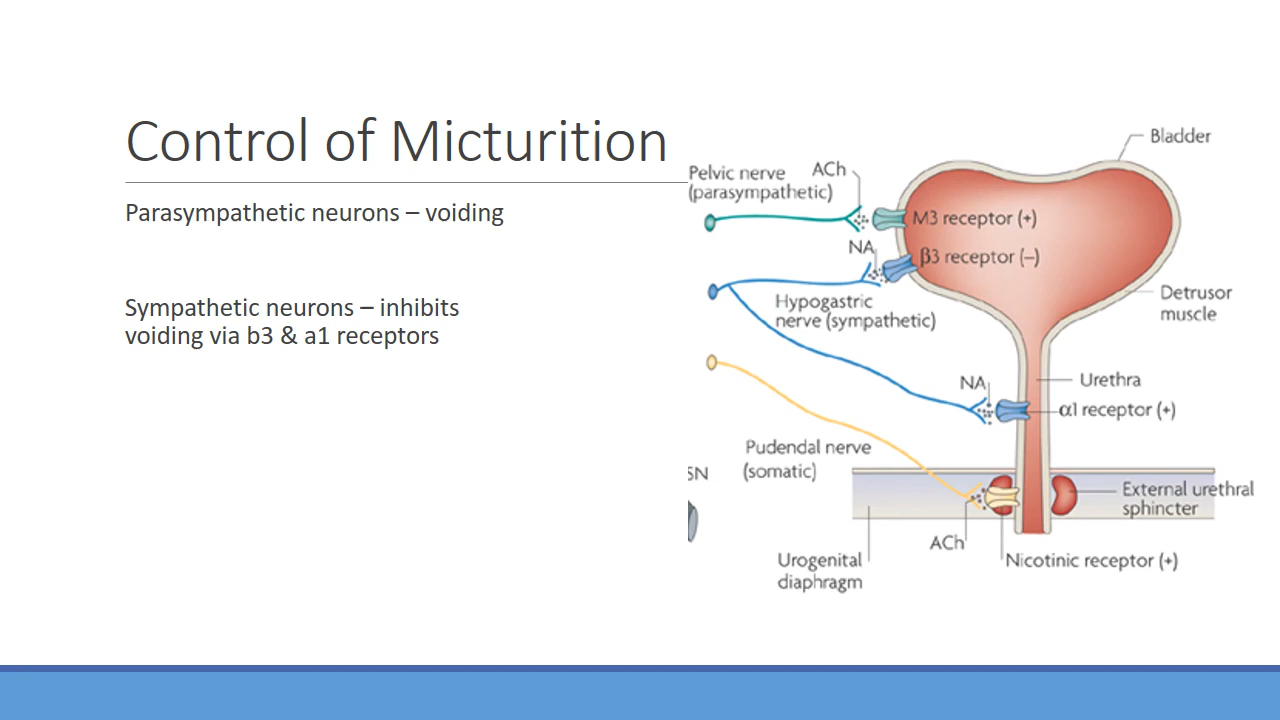 Control of Micturition
Parasympathetic neurons – voiding
Sympathetic neurons – inhibits
voiding via b3 & a1 receptors
Bladder
Pelvic nerve
(parasympathetic)
ACh
M3 receptor (+)
NA
β3 receptor (–)
Hypogastric
nerve (sympathetic)
Detrusor
muscle
NA
Urethra
α1 receptor (+)
Pudendal nerve
(somatic)
SN
External urethral
sphincter
ACh
Nicotinic receptor (+)
Urogenital
diaphragm